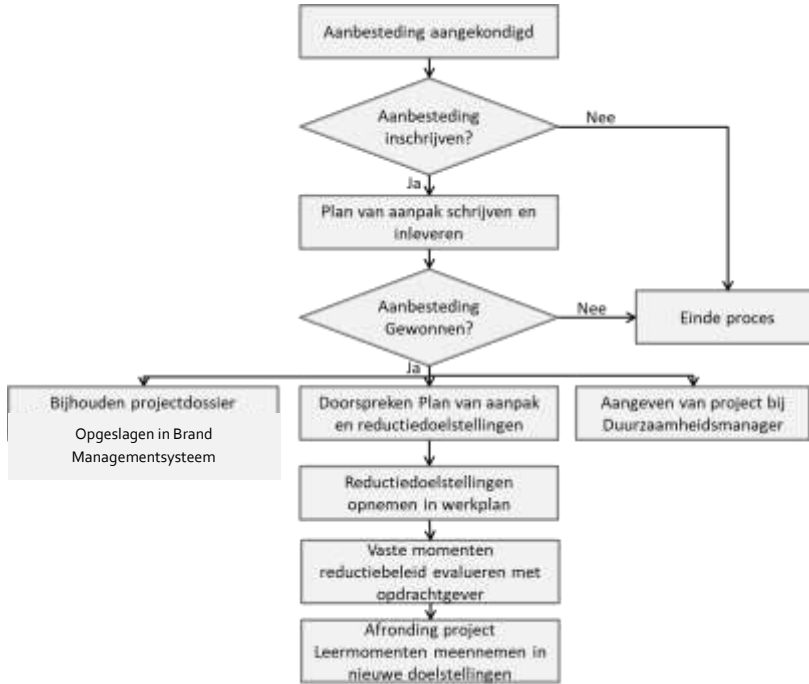 Aanbesteding aangekondigd
Aanbesteding
inschrijven?
Nee
Ja
Plan van aanpak schrijven en
inleveren
Aanbesteding
Gewonnen?
Nee
Einde proces
Ja
Bijhouden projectdossier
Opgeslagen in Brand
Managementsysteem
Doorspreken Plan van aanpak
en reductiedoelstellingen
Aangeven van project bij
Duurzaamheidsmanager
Reductiedoelstellingen
opnemen in werkplan
Vaste momenten
reductiebeleid evalueren met
opdrachtgever
Afronding project
Leermomenten meennemen in
nieuwe doelstellingen